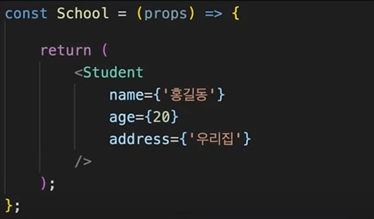 const School = (props) => {
return (
<Student
name={'홍길동'}
age={20}
address={'우리집'}
/>
);
};